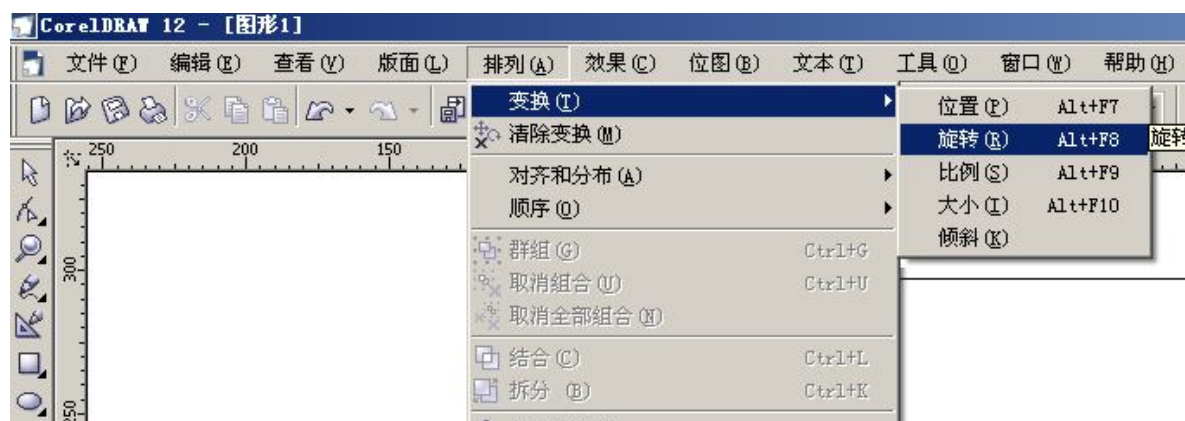 CorelDRAW 12 - [图形1]
文件(F) 编辑(E) 查看(V) 版面(L) 排列(A) 效果(C) 位图(B) 文本(T) 工具(O) 窗口(W) 帮助(H)
变换(T)
清除变换(M)
对齐和分布(A)
顺序(O)
群组(G) Ctrl+G
取消组合(U) Ctrl+U
取消全部组合(N)
结合(C) Ctrl+L
拆分 (B) Ctrl+K
位置(P) Alt+F7
旋转(R) Alt+F8
比例(S) Alt+F9
大小(I) Alt+F10
倾斜(K)
旋转
250 200 150
300
250